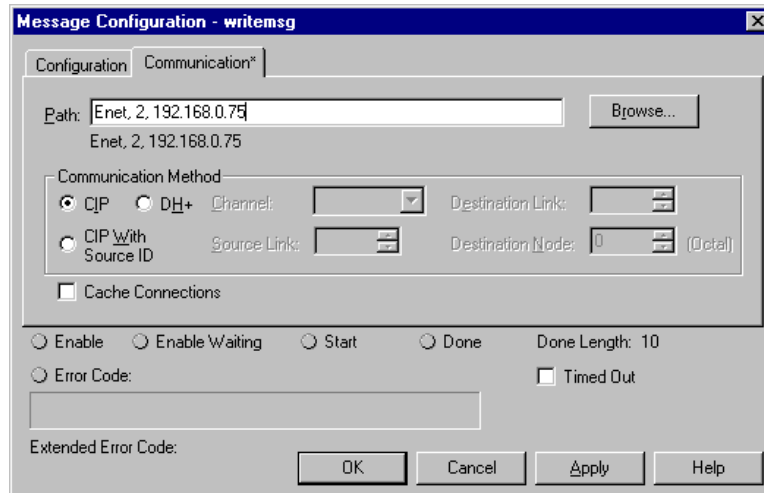 Message Configuration - writemsg
Configuration Communication*
Path: Enet, 2, 192.168.0.75 Browse...
Enet, 2, 192.168.0.75
Communication Method
CIP DH+ Channel: Destination Link:
CIP With
Source ID Source Link: Destination Node: 0 (Octal)
Cache Connections
Enable Enable Waiting Start Done Done Length: 10
Error Code: Timed Out
Extended Error Code:
OK Cancel Apply Help